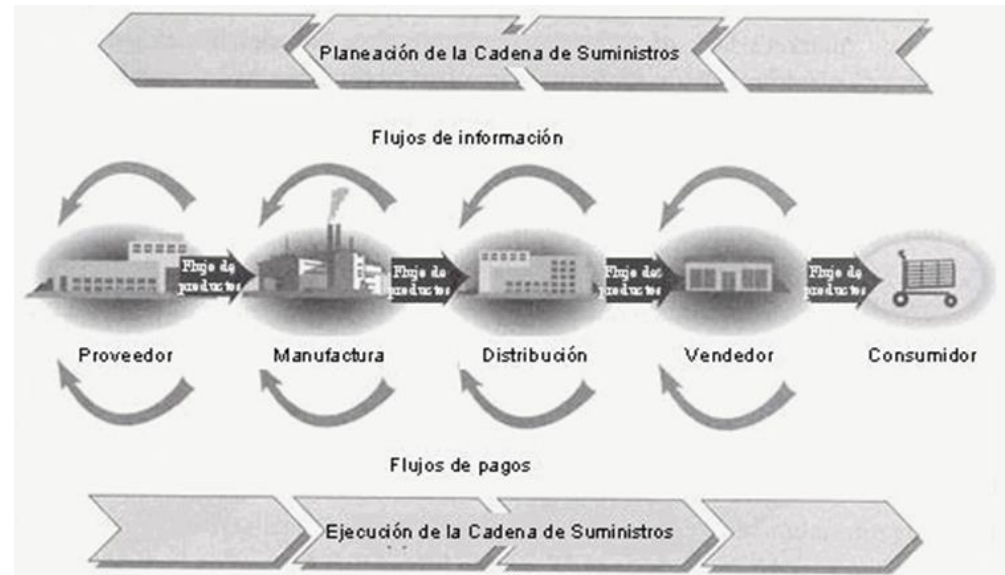 Planeación de la Cadena de Suministros
Flujos de información
Flujo de
productos
Flujo de
productos
Flujo de
productos
Flujo de
productos
Proveedor
Manufactura
Distribución
Vendedor
Consumidor
Flujos de pagos
Ejecución de la Cadena de Suministros